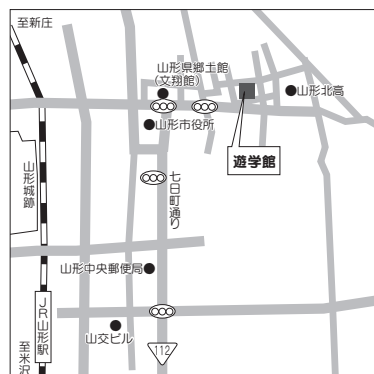 至新庄
山形県郷土館
(文翔館)
山形北高
山形市役所
遊学館
山形城跡
七日町通り
山形中央郵便局
JR山形駅
山交ビル
112
至米沢